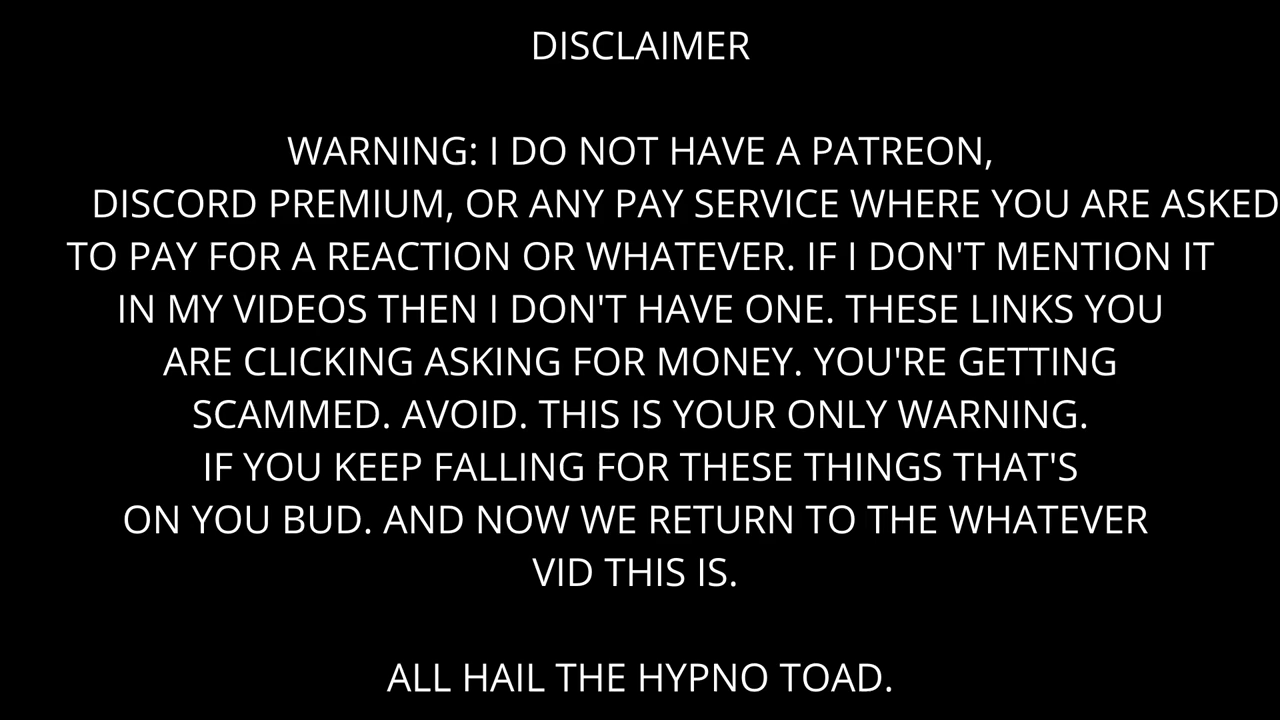 DISCLAIMER
WARNING: I DO NOT HAVE A PATREON,
DISCORD PREMIUM, OR ANY PAY SERVICE WHERE YOU ARE ASKED
TO PAY FOR A REACTION OR WHATEVER. IF I DON'T MENTION IT
IN MY VIDEOS THEN I DON'T HAVE ONE. THESE LINKS YOU
ARE CLICKING ASKING FOR MONEY. YOU'RE GETTING
SCAMMED. AVOID. THIS IS YOUR ONLY WARNING.
IF YOU KEEP FALLING FOR THESE THINGS THAT'S
ON YOU BUD. AND NOW WE RETURN TO THE WHATEVER
VID THIS IS.
ALL HAIL THE HYPNO TOAD.